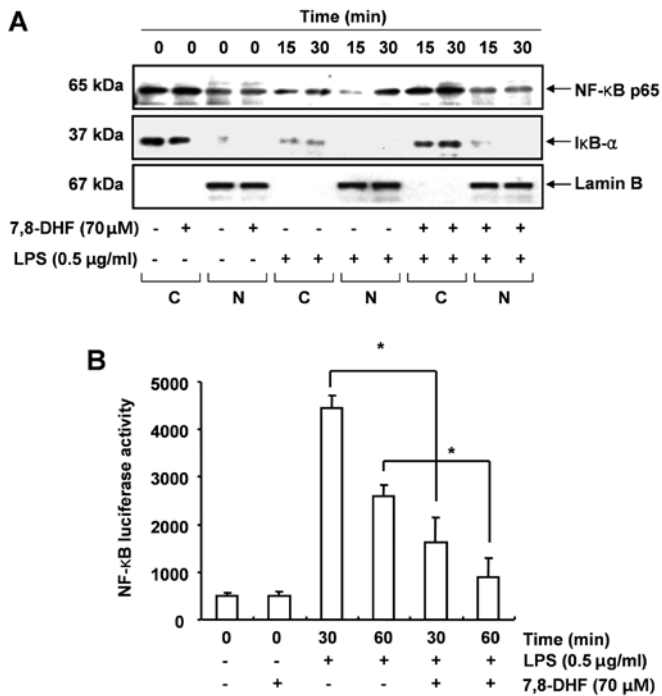 A
Time (min)
0 0 0 0 15 30 15 30 15 30 15 30
65 kDa NF-κB p65
37 kDa IκB-α
67 kDa Lamin B
7,8-DHF (70 μM) - + - + - - - - + + + +
LPS (0.5 μg/ml) - - - - + + + + + + + +
C N C N C N
B
NF-κB luciferase activity
5000
4000
3000
2000
1000
0
* *
0 0 30 60 30 60 Time (min)
- - + + + + LPS (0.5 μg/ml)
- + - - + + 7,8-DHF (70 μM)